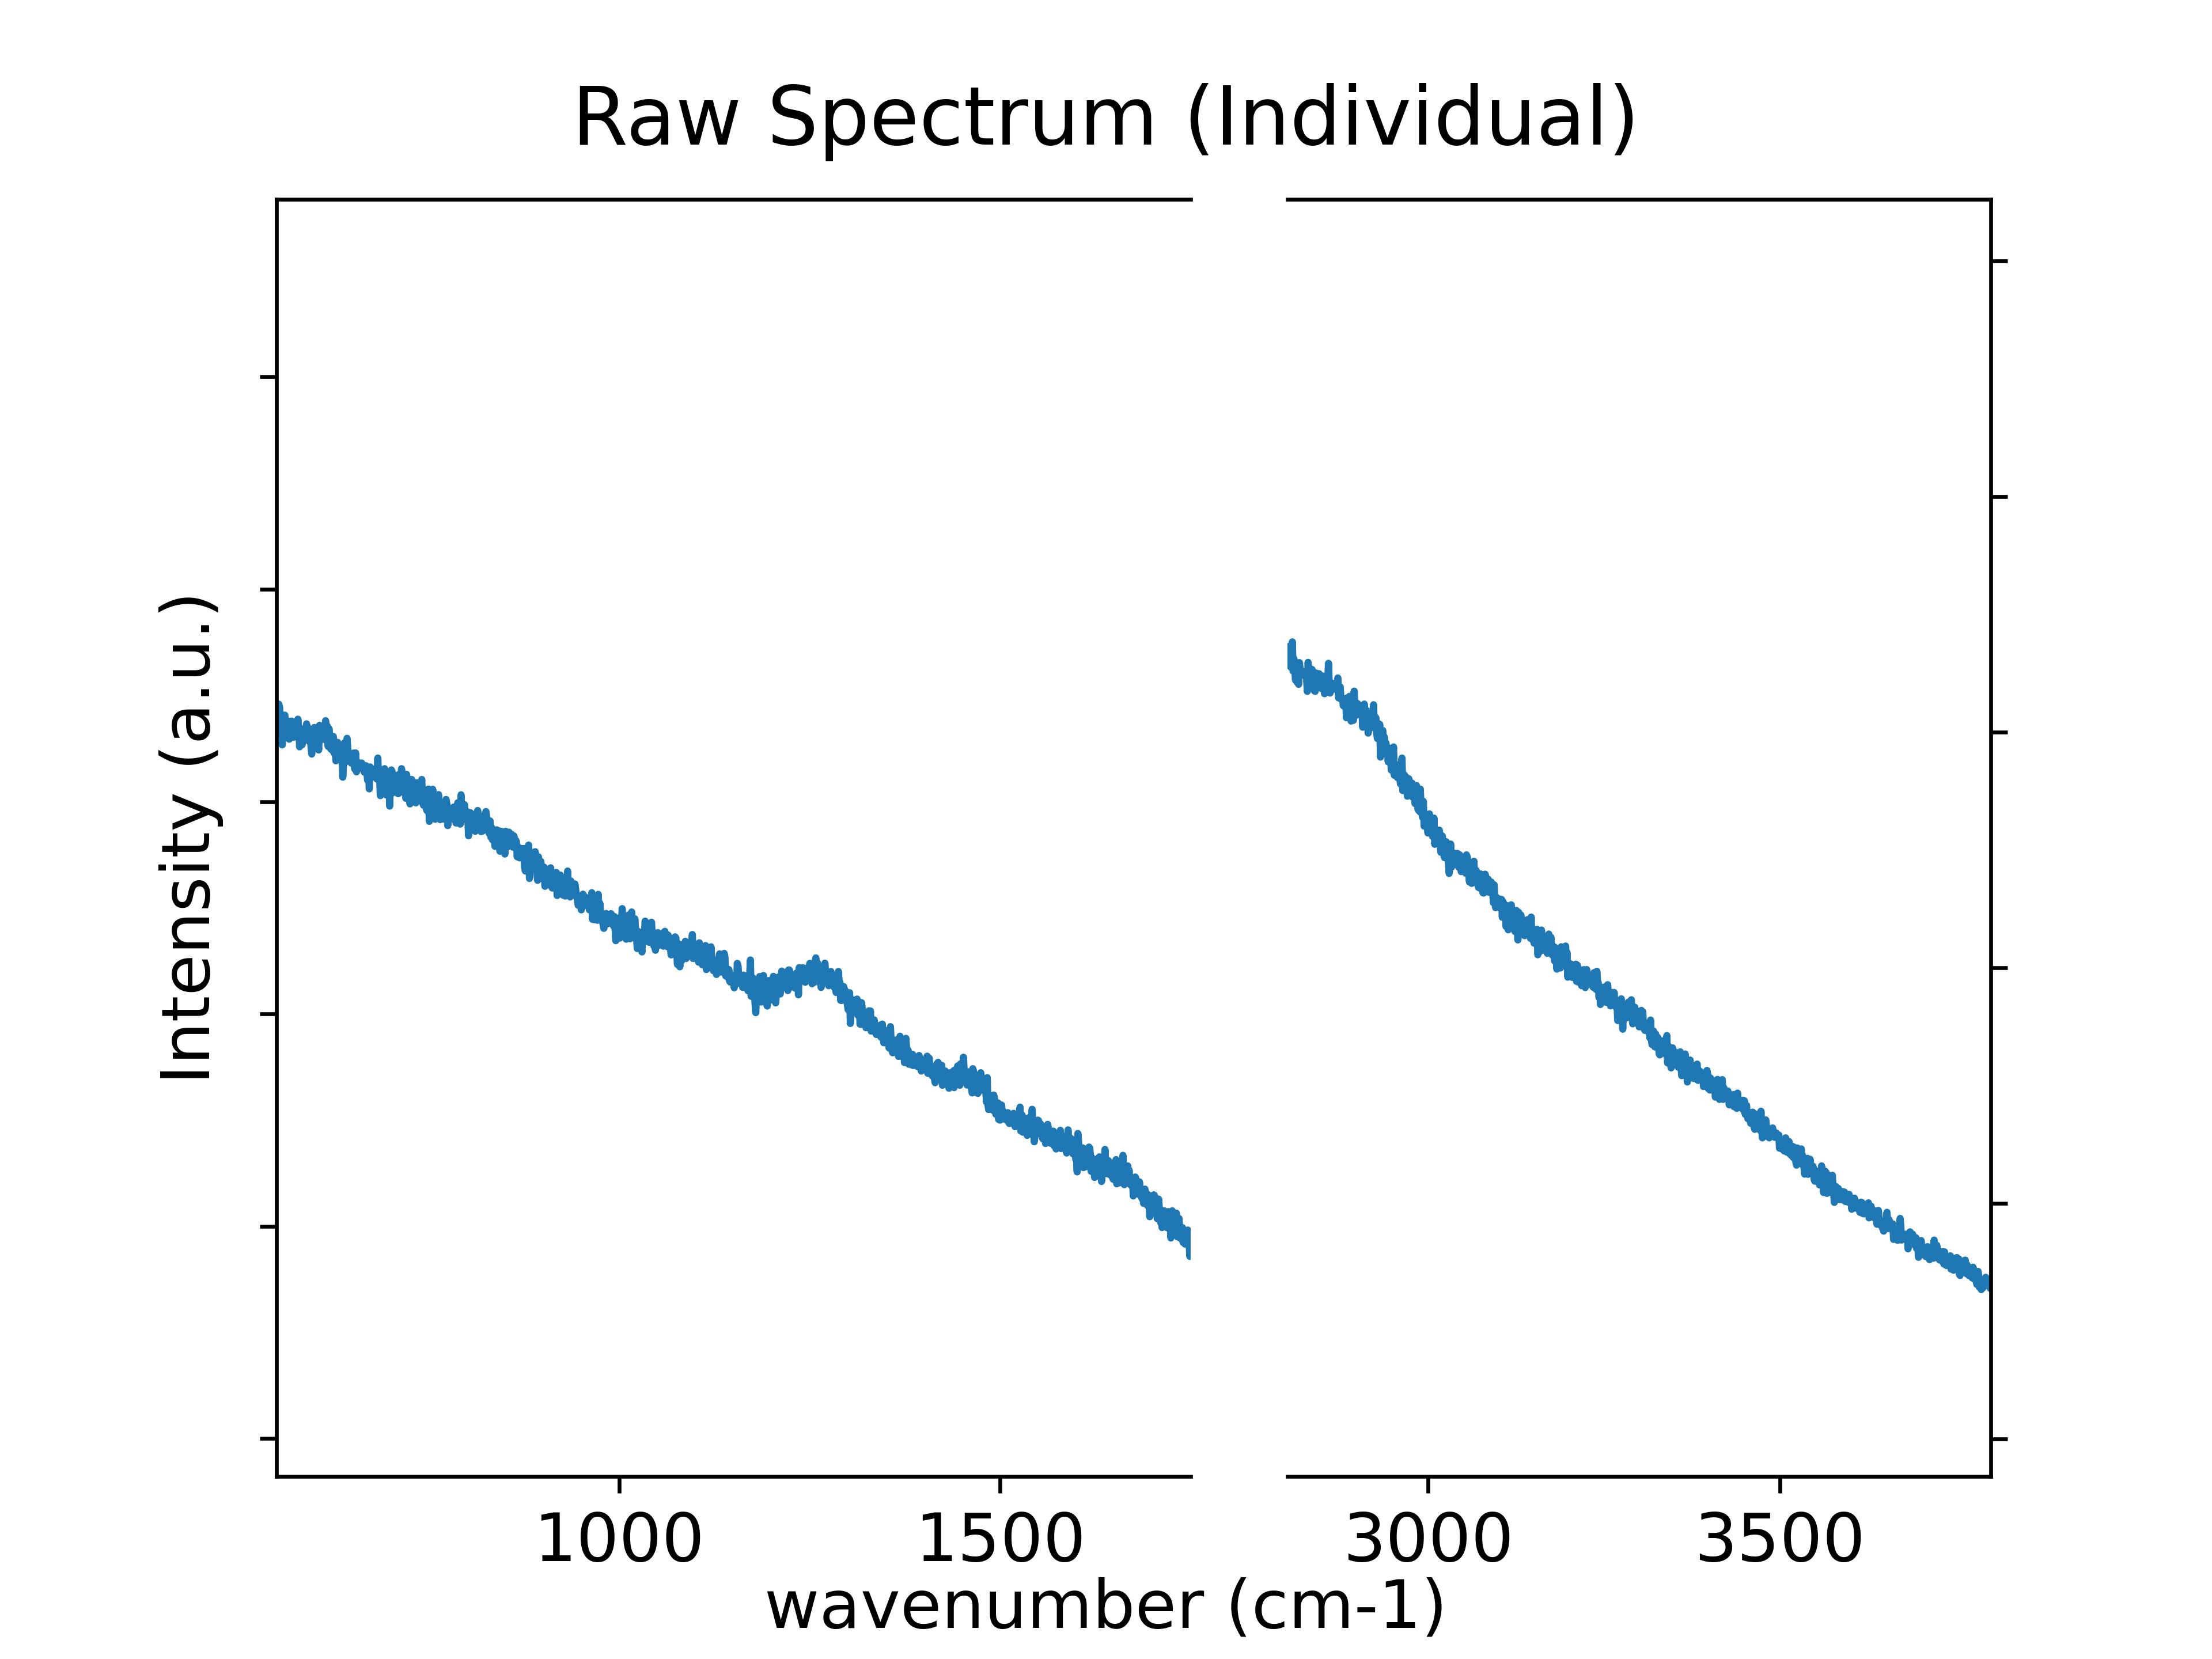 Raw Spectrum (Individual)
Intensity (a.u.)
1000 1500 3000 3500
wavenumber (cm-1)